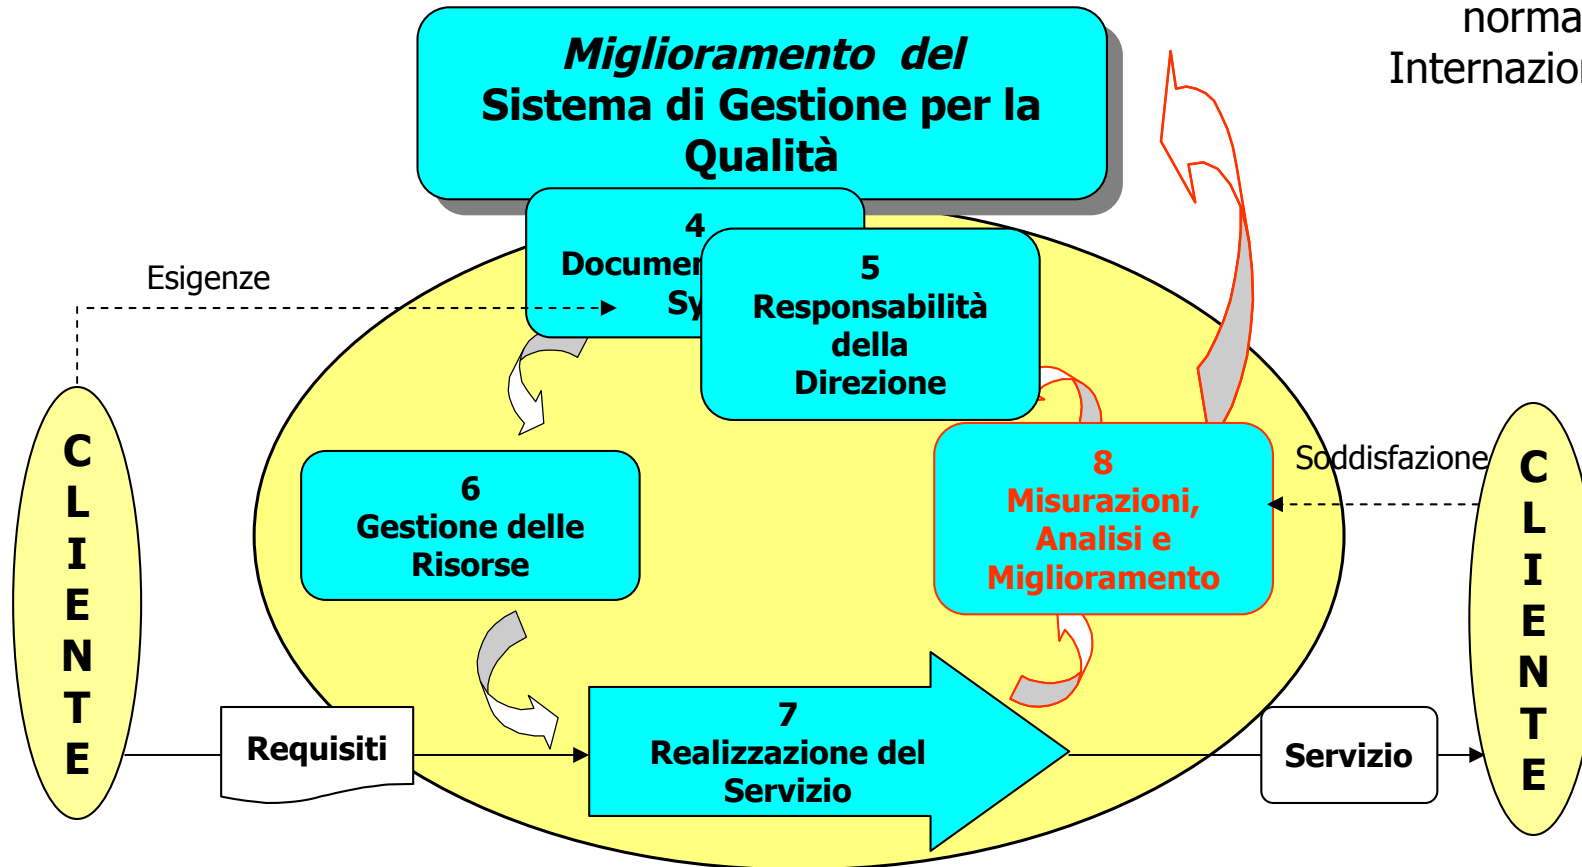 norma
Internazion
Miglioramento del
Sistema di Gestione per la
Qualità
4
Documen
Sy
5
Responsabilità
della
Direzione
Esigenze
6
Gestione delle
Risorse
8
Misurazioni,
Analisi e
Miglioramento
Soddisfazione
C
L
I
E
N
T
E
C
L
I
E
N
T
E
Requisiti
7
Realizzazione del
Servizio
Servizio